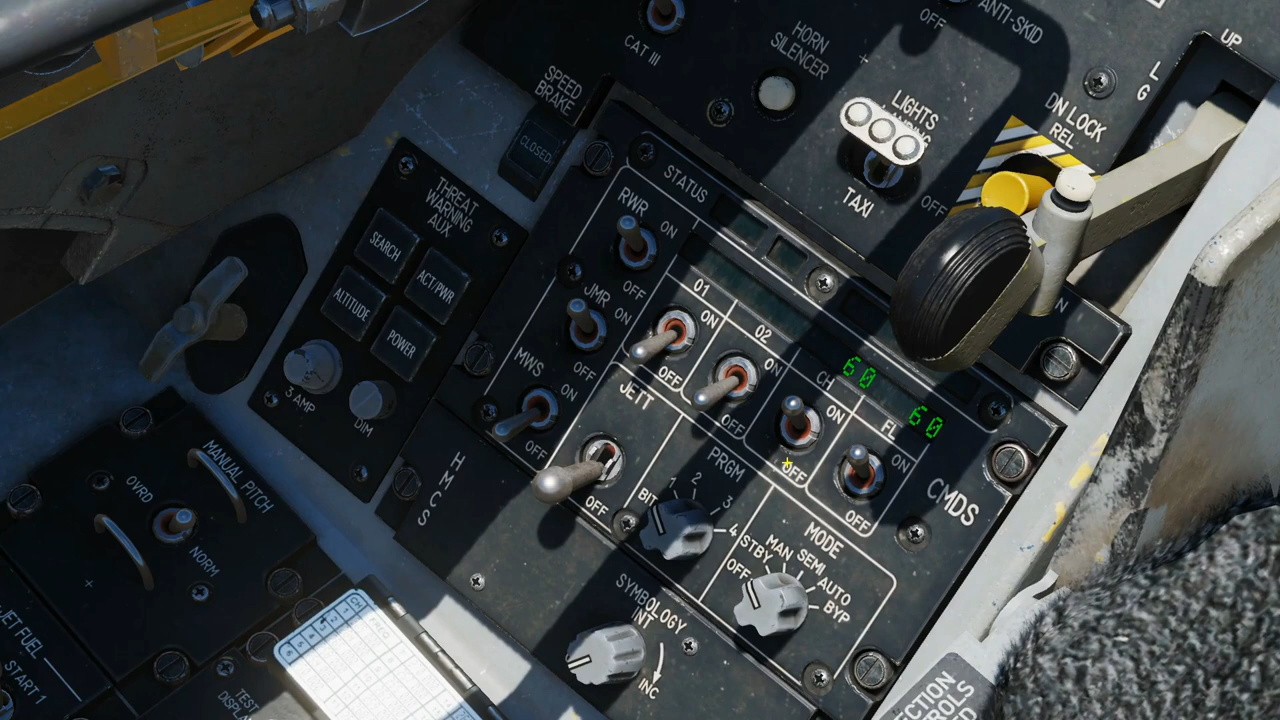 CAT III
HORN
SILENCER
OFF
ANTI-SKID
UP
L
G
DN LOCK
REL
LIGHTS
TAXI
OFF
SPEED
BRAKE
CLOSED
THREAT
WARNING
AUX
SEARCH
ACT/PWR
ALTITUDE
POWER
3 AMP
DIM
STATUS
RWR
ON
OFF
JMR
ON
OFF
MWS
ON
OFF
01
ON
OFF
02
ON
OFF
CH
60
ON
OFF
FL
60
ON
OFF
JETT
OFF
PRGM
BIT
1
2
3
4
MODE
OFF
STBY
MAN
SEMI
AUTO
BYP
CMDS
HMCS
SYMBOLOGY
INT
INC
MANUAL PITCH
OVRD
NORM
JET FUEL
START 1